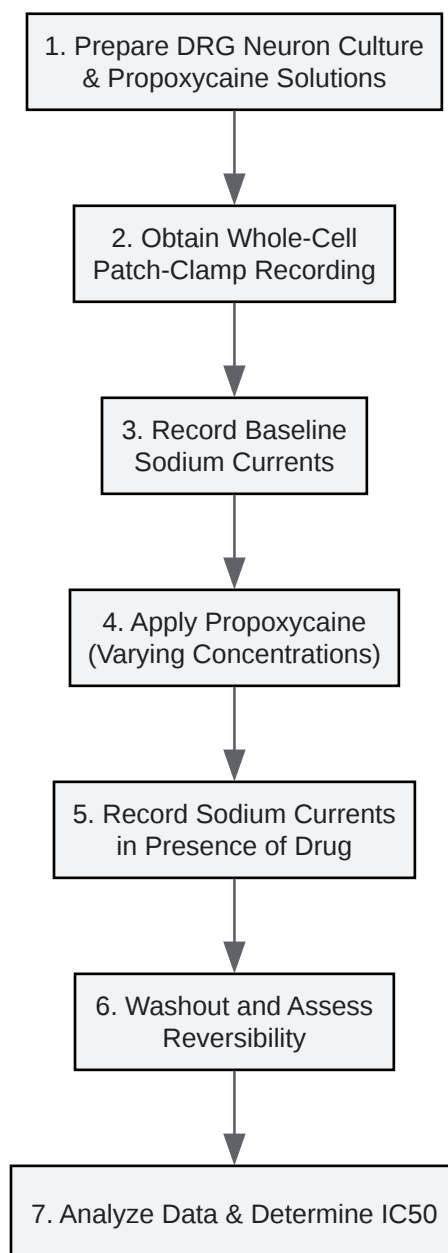 1. Prepare DRG Neuron Culture
& Propoxycaine Solutions
2. Obtain Whole-Cell
Patch-Clamp Recording
3. Record Baseline
Sodium Currents
4. Apply Propoxycaine
(Varying Concentrations)
5. Record Sodium Currents
in Presence of Drug
6. Washout and Assess
Reversibility
7. Analyze Data & Determine IC50